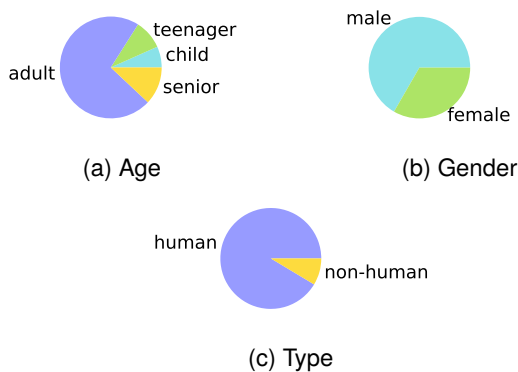 teenager
child
adult
senior
(a) Age
male
female
(b) Gender
human
non-human
(c) Type